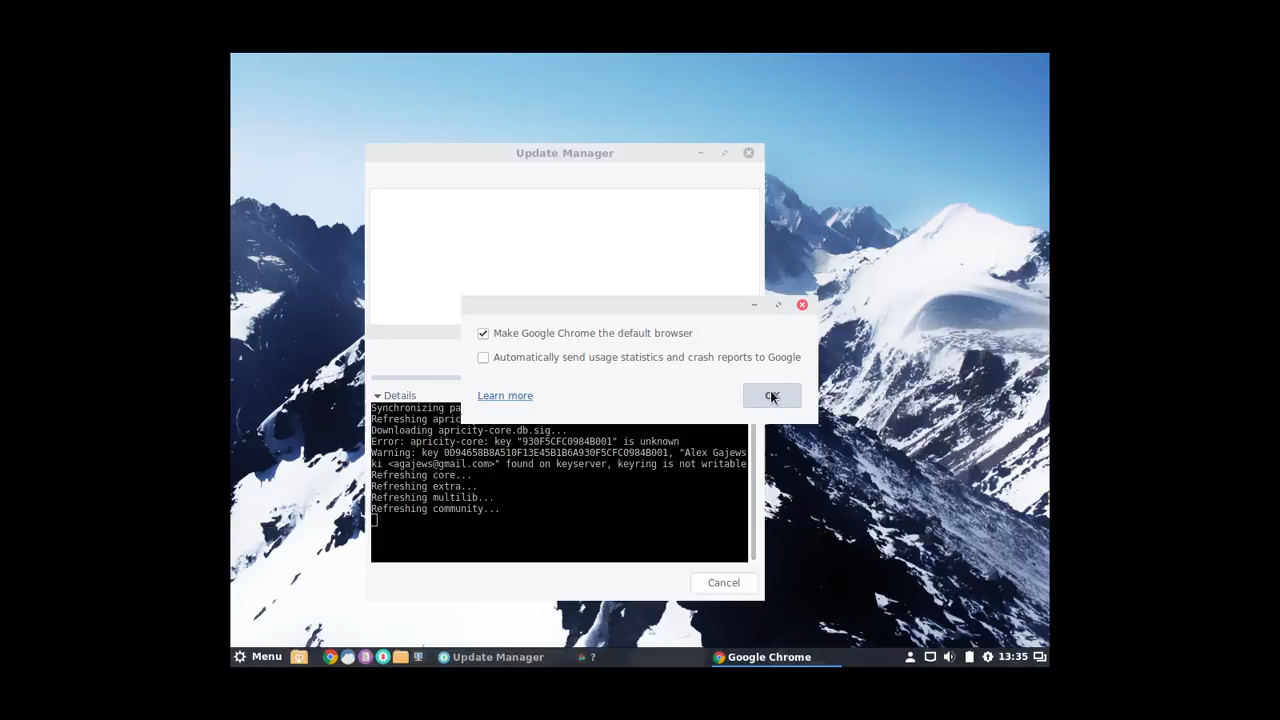 Update Manager
Make Google Chrome the default browser
Automatically send usage statistics and crash reports to Google
Learn more
Details
Synchronizing pa
Refreshing apric
Downloading apricity-core.db.sig...
Error: apricity-core: key "930F5CFC0984B001" is unknown
Warning: key 0D94658B8A510F13E45B1B6A930F5CFC0984B001, "Alex Gajews
ki <agajews@gmail.com>" found on keyserver, keyring is not writable
Refreshing core...
Refreshing extra...
Refreshing multilib...
Refreshing community...
Cancel
Menu
Update Manager
?
Google Chrome
13:35